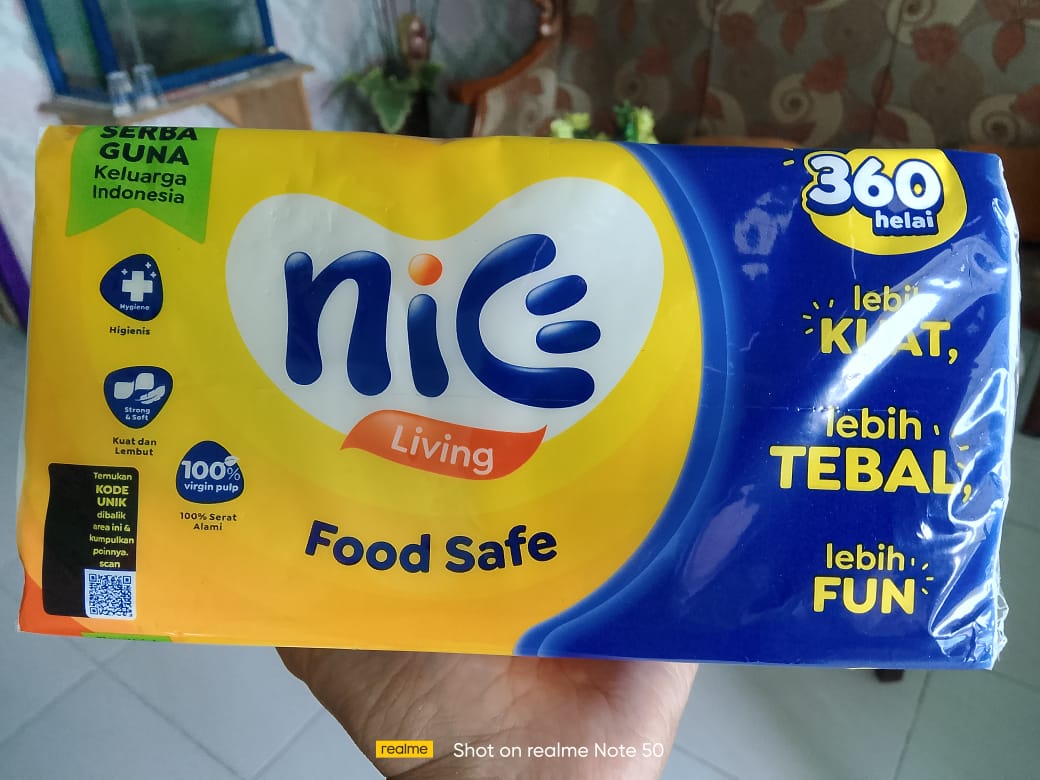 SERBA
GUNA
Keluarga
Indonesia
360
helai
nice
Living
Hygiene
Higienis
Strong
& Soft
Kuat dan
Lembut
100%
virgin pulp
100% Serat
Alami
Temukan
KODE
UNIK
dibalik
area ini &
kumpulkan
poinnya.
scan
Food Safe
lebih
KUAT,
lebih
TEBAL,
lebih
FUN
realme
Shot on realme Note 50